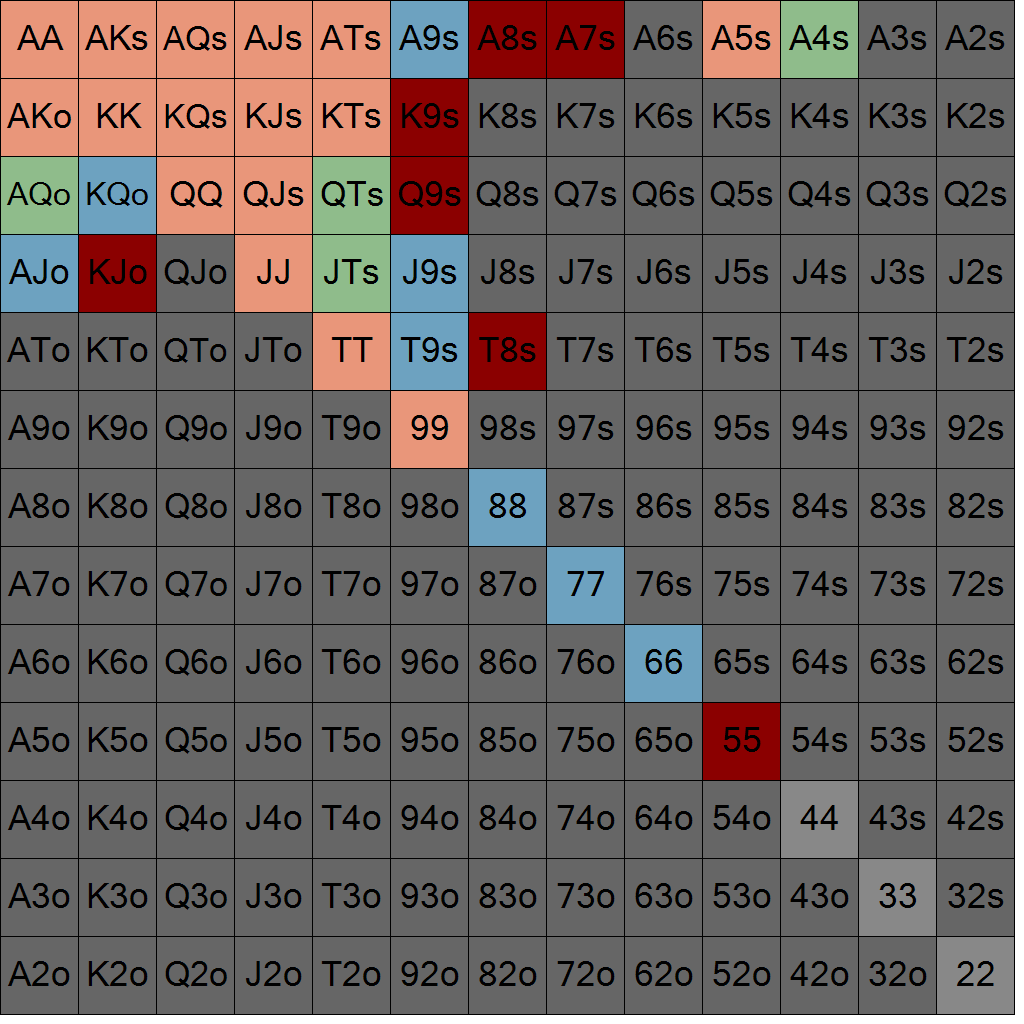 AA AKs AQs AJs ATs A9s A8s A7s A6s A5s A4s A3s A2s
AKo KK KQs KJs KTs K9s K8s K7s K6s K5s K4s K3s K2s
AQo KQo QQ QJs QTs Q9s Q8s Q7s Q6s Q5s Q4s Q3s Q2s
AJo KJo QJo JJ JTs J9s J8s J7s J6s J5s J4s J3s J2s
ATo KTo QTo JTo TT T9s T8s T7s T6s T5s T4s T3s T2s
A9o K9o Q9o J9o T9o 99 98s 97s 96s 95s 94s 93s 92s
A8o K8o Q8o J8o T8o 98o 88 87s 86s 85s 84s 83s 82s
A7o K7o Q7o J7o T7o 97o 87o 77 76s 75s 74s 73s 72s
A6o K6o Q6o J6o T6o 96o 86o 76o 66 65s 64s 63s 62s
A5o K5o Q5o J5o T5o 95o 85o 75o 65o 55 54s 53s 52s
A4o K4o Q4o J4o T4o 94o 84o 74o 64o 54o 44 43s 42s
A3o K3o Q3o J3o T3o 93o 83o 73o 63o 53o 43o 33 32s
A2o K2o Q2o J2o T2o 92o 82o 72o 62o 52o 42o 32o 22